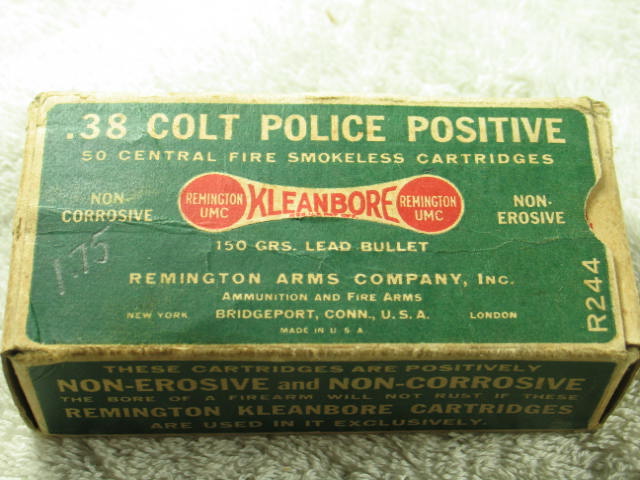 .38 COLT POLICE POSITIVE
50 CENTRAL FIRE SMOKELESS CARTRIDGES
NON-CORROSIVE
REMINGTON UMC
KLEANBORE
REMINGTON UMC
NON-EROSIVE
150 GRS. LEAD BULLET
1.75
REMINGTON ARMS COMPANY, INC.
AMMUNITION AND FIRE ARMS
NEW YORK BRIDGEPORT, CONN., U.S.A. LONDON
MADE IN U.S.A
R244
THESE CARTRIDGES ARE POSITIVELY
NON-EROSIVE and NON-CORROSIVE
THE BORE OF A FIREARM WILL NOT RUST IF THESE
REMINGTON KLEANBORE CARTRIDGES
ARE USED IN IT EXCLUSIVELY.